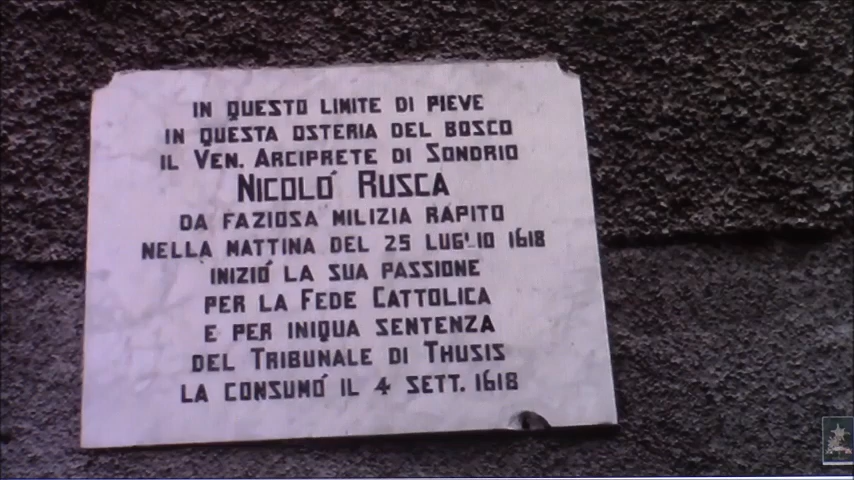 IN QUESTO LIMITE DI PIEVE
IN QUESTA OSTERIA DEL BOSCO
IL VEN. ARCIPRETE DI SONDRIO
NICOLÓ RUSCA
DA FAZIOSA MILIZIA RAPITO
NELLA MATTINA DEL 25 LUGLIO 1618
INIZIÓ LA SUA PASSIONE
PER LA FEDE CATTOLICA
E PER INIQUA SENTENZA
DEL TRIBUNALE DI THUSIS
LA CONSUMÓ IL 4 SETT. 1618